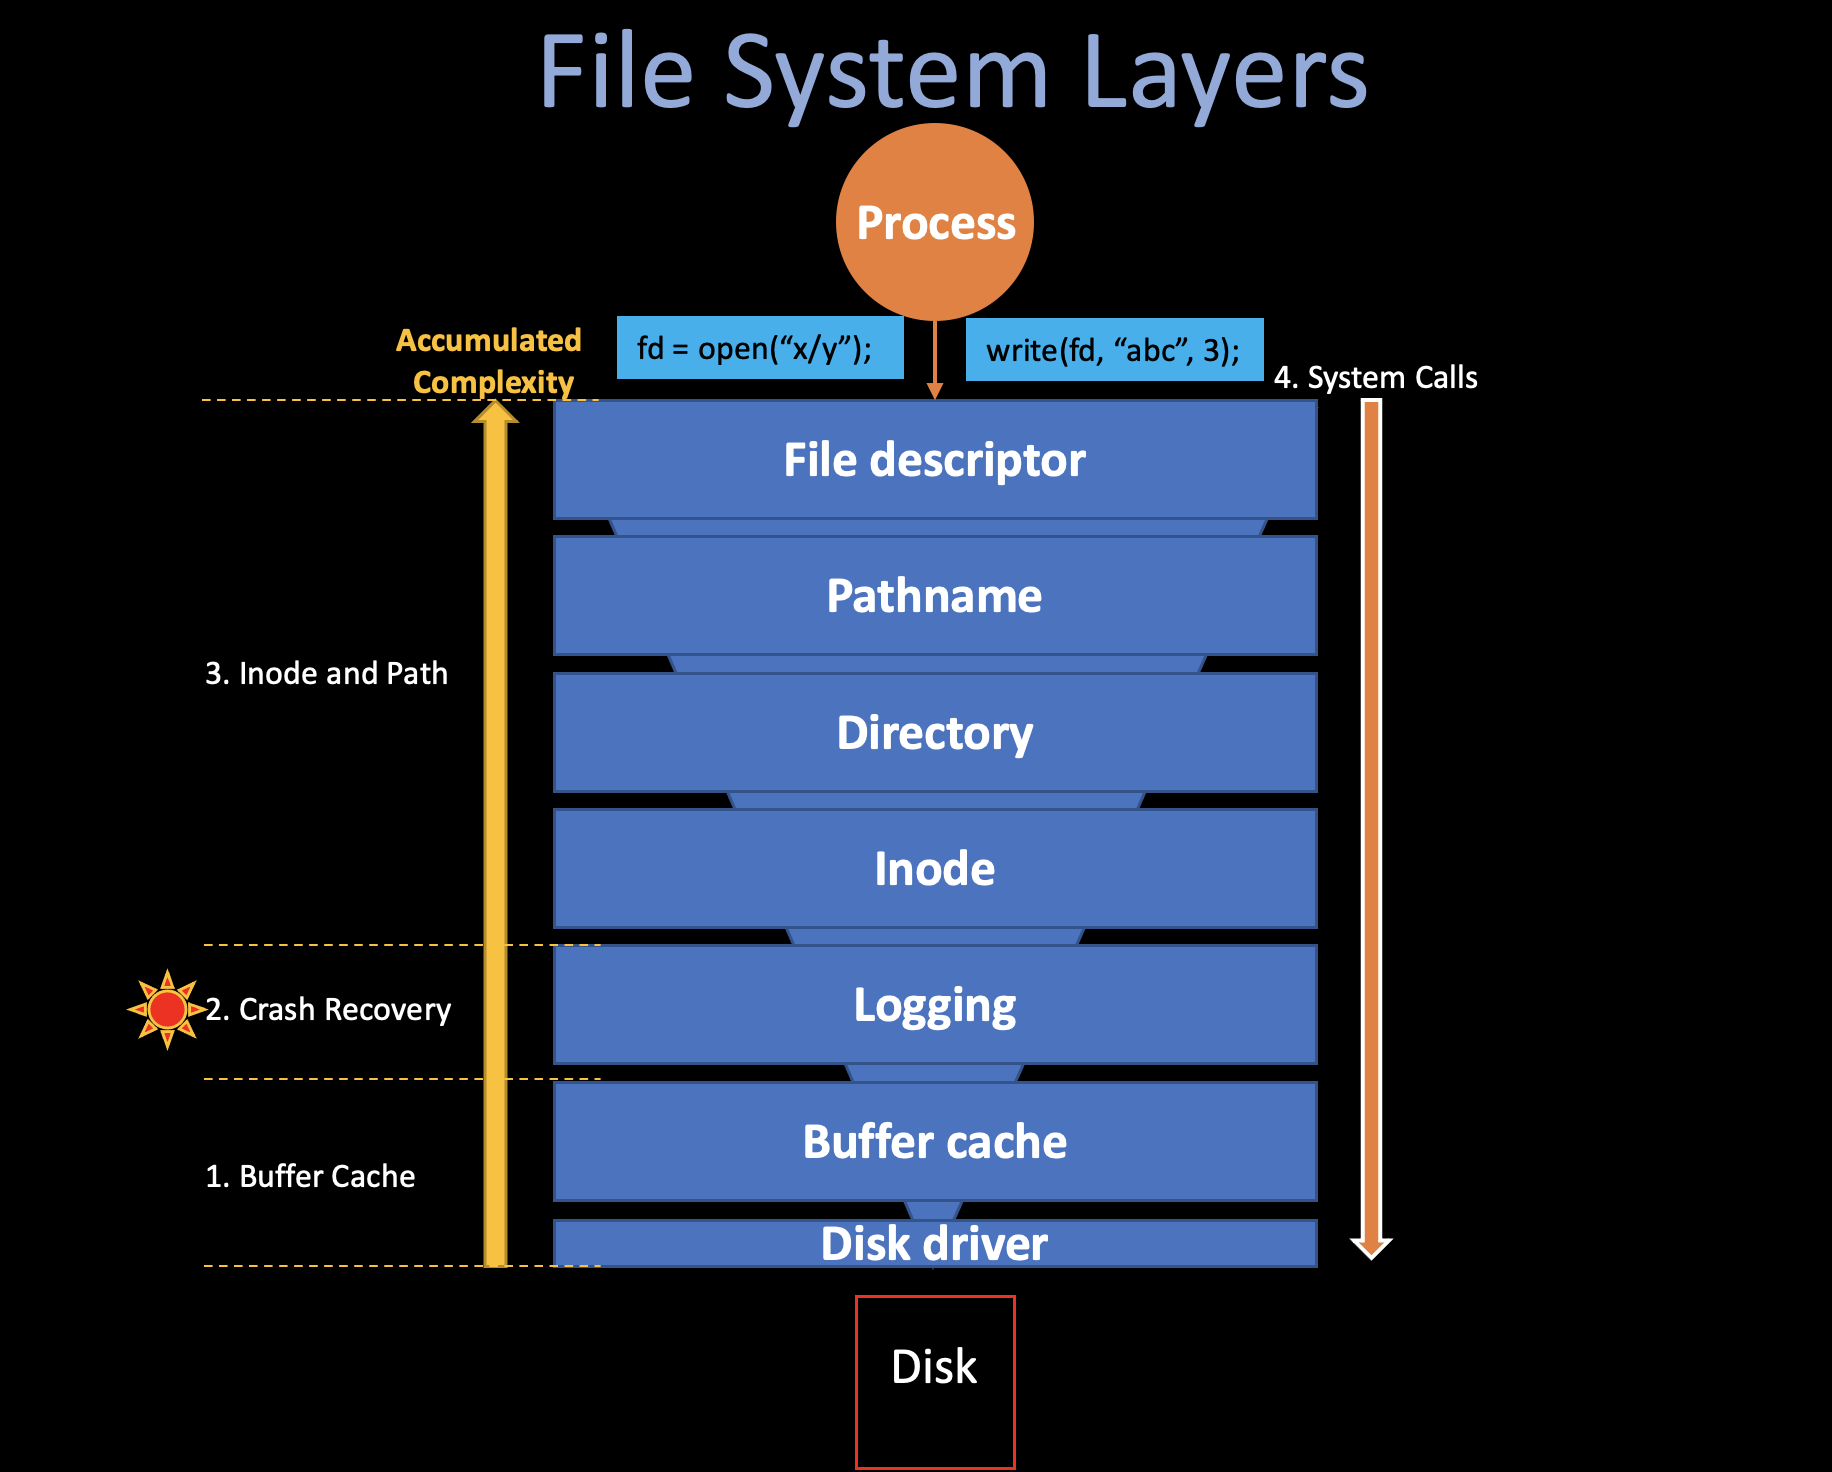 File System Layers
Process
Accumulated
Complexity
fd = open(“x/y”);
write(fd, “abc”, 3);
4. System Calls
File descriptor
Pathname
3. Inode and Path
Directory
Inode
2. Crash Recovery
Logging
Buffer cache
1. Buffer Cache
Disk driver
Disk